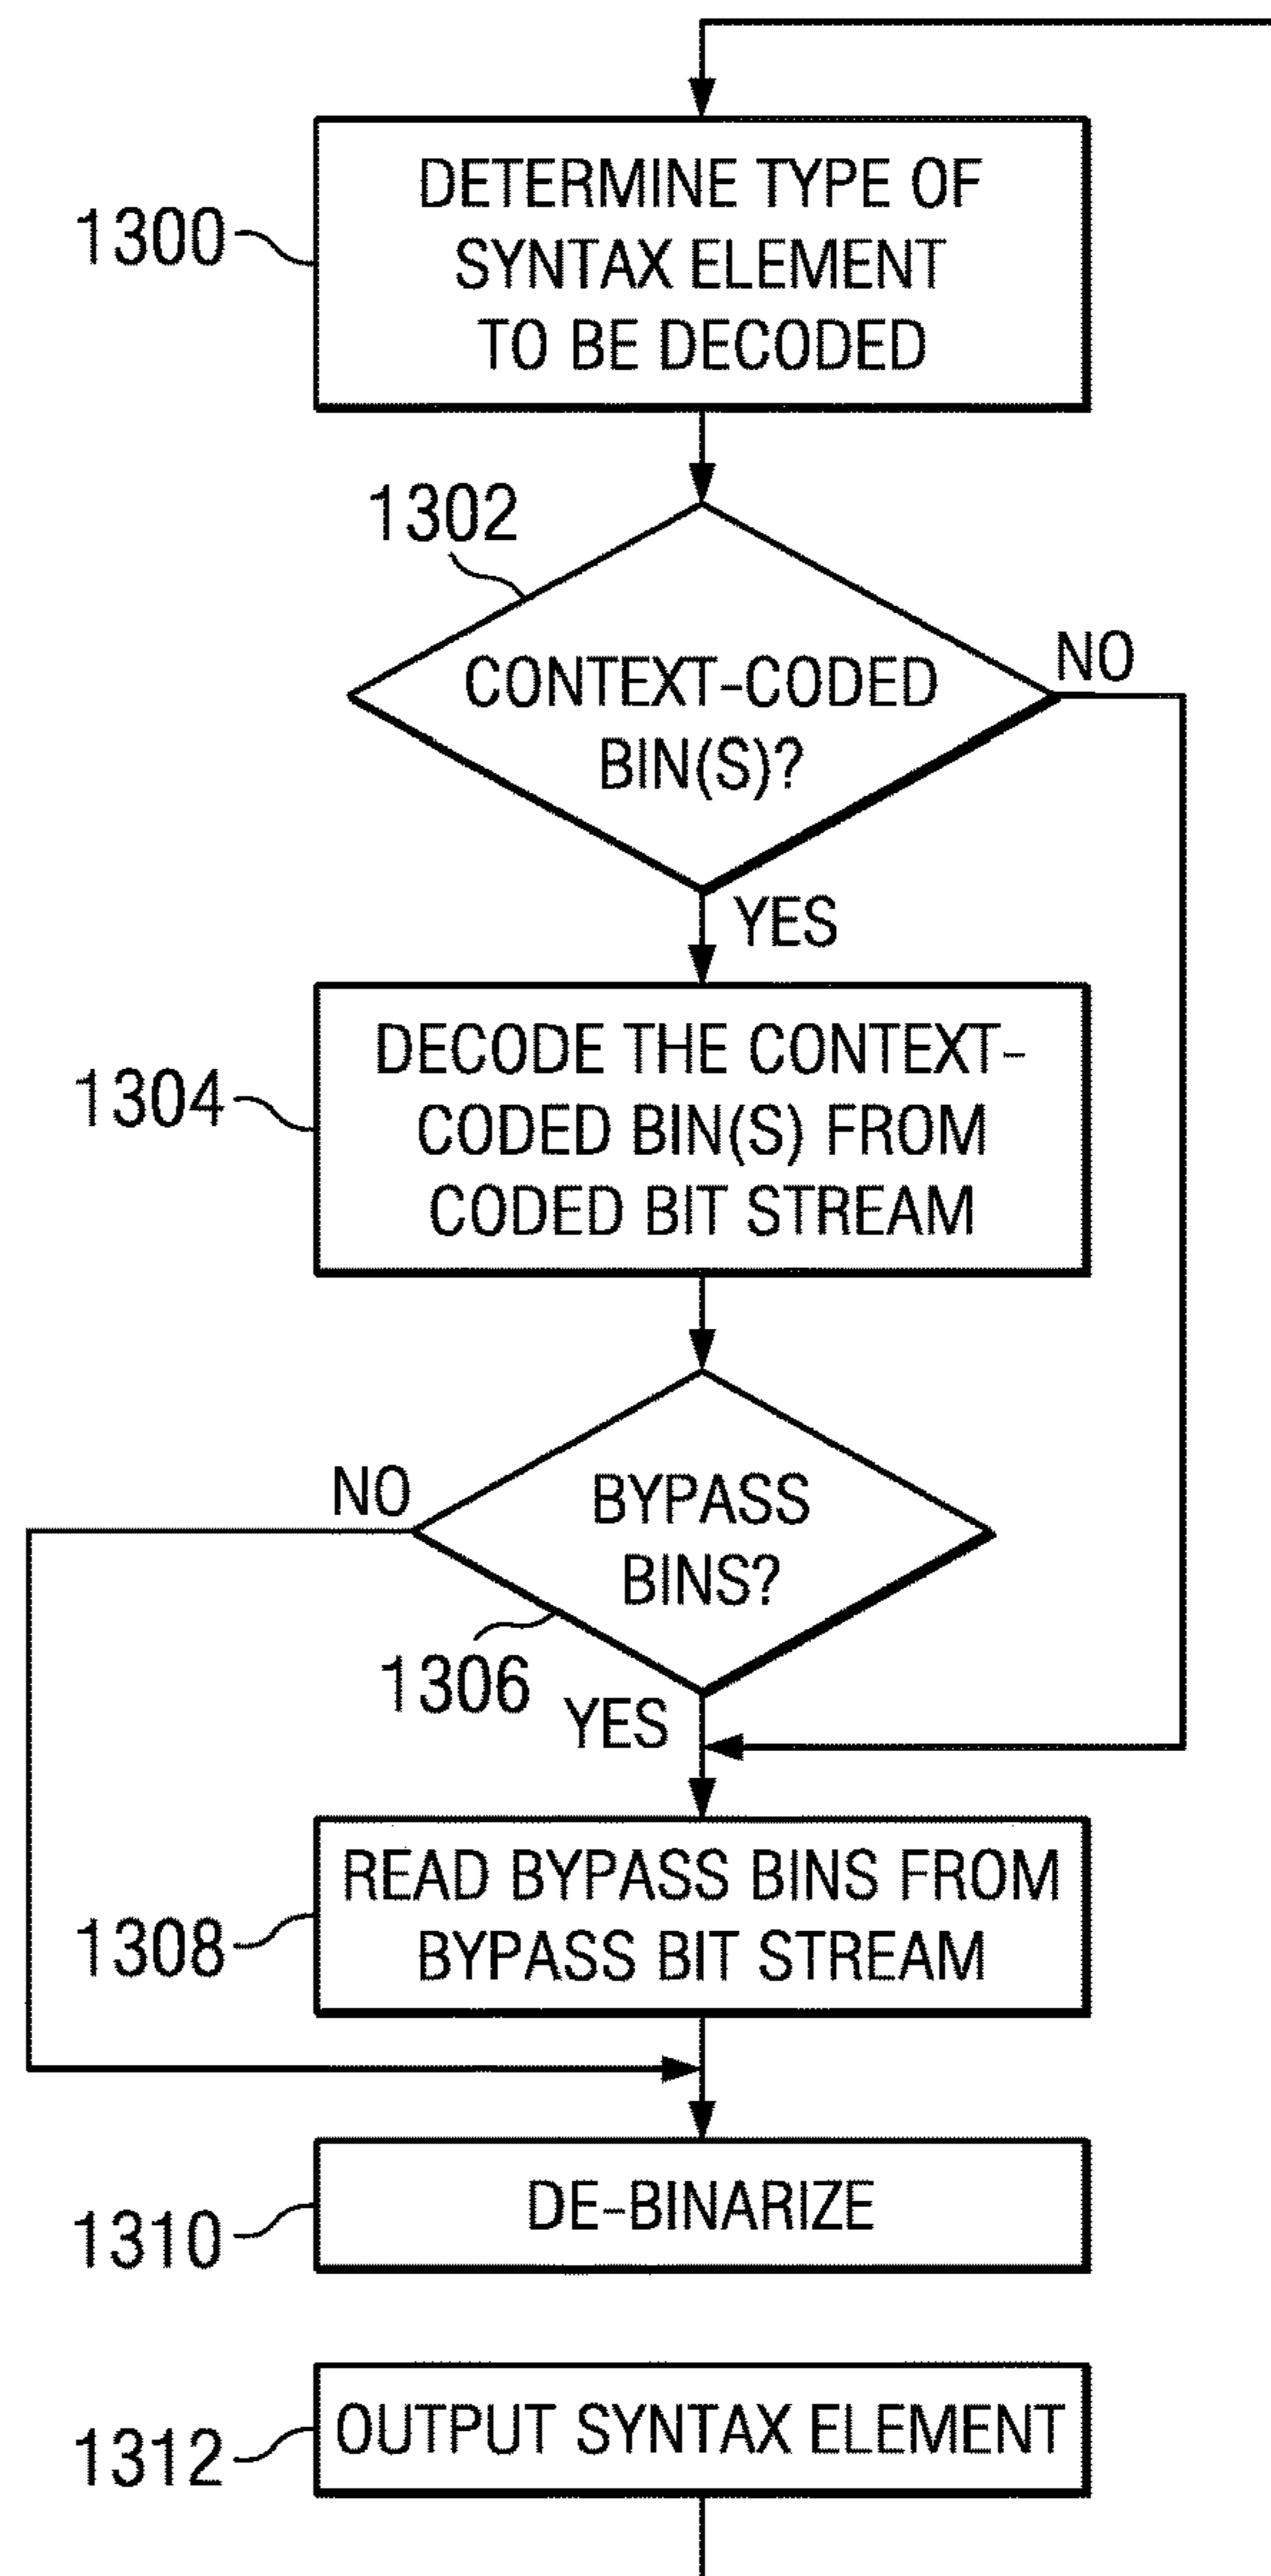 1300
DETERMINE TYPE OF
SYNTAX ELEMENT
TO BE DECODED
1302
CONTEXT-CODED
BIN(S)?
NO
YES
1304
DECODE THE CONTEXT-
CODED BIN(S) FROM
CODED BIT STREAM
NO
BYPASS
BINS?
1306
YES
1308
READ BYPASS BINS FROM
BYPASS BIT STREAM
1310
DE-BINARIZE
1312
OUTPUT SYNTAX ELEMENT